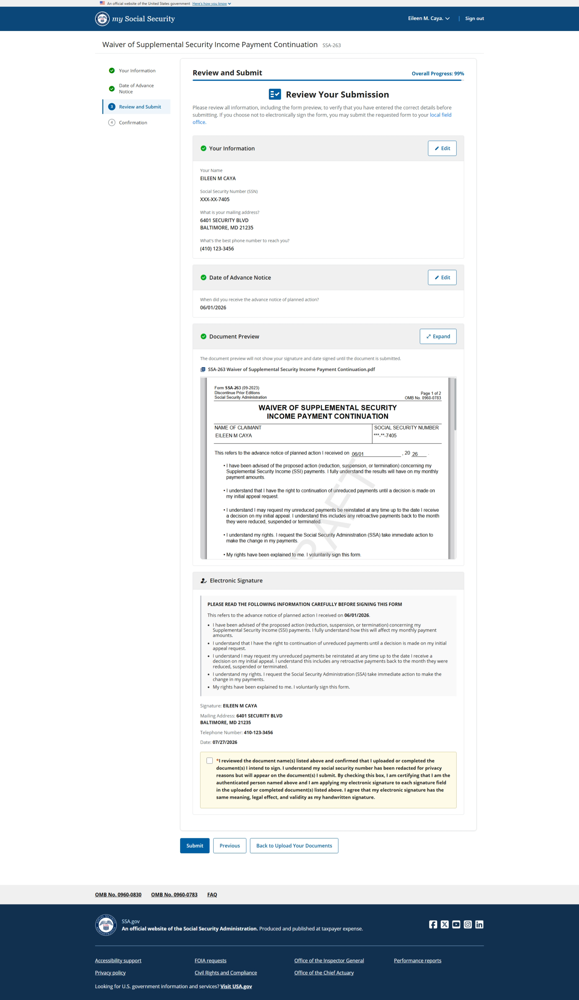 An official website of the United States government Here's how you know
my Social Security
Eileen M. Caya. | Sign out
Waiver of Supplemental Security Income Payment Continuation SSA-263
Your Information
Date of Advance
Notice
3 Review and Submit
4 Confirmation
Review and Submit
Overall Progress: 99%
Review Your Submission
Please review all information, including the form preview, to verify that you have entered the correct details before
submitting. If you choose not to electronically sign the form, you may submit the requested form to your local field
office.
Your Information
Edit
Your Name
EILEEN M CAYA
Social Security Number (SSN)
XXX-XX-7405
What is your mailing address?
6401 SECURITY BLVD
BALTIMORE, MD 21235
What's the best phone number to reach you?
(410) 123-3456
Date of Advance Notice
Edit
When did you receive the advance notice of planned action?
06/01/2026
Document Preview
Expand
The document preview will not show your signature and date signed until the document is submitted.
SSA-263 Waiver of Supplemental Security Income Payment Continuation.pdf
Form SSA-263 (09-2023)
Discontinue Prior Editions
Social Security Administration
Page 1 of 2
OMB No. 0960-0783
WAIVER OF SUPPLEMENTAL SECURITY
INCOME PAYMENT CONTINUATION
NAME OF CLAIMANT
EILEEN M CAYA
SOCIAL SECURITY NUMBER
***-**-7405
This refers to the advance notice of planned action I received on 06/01 , 20 26 .
• I have been advised of the proposed action (reduction, suspension, or termination) concerning my
Supplemental Security Income (SSI) payments. I fully understand the results will have on my monthly
payment amounts.
• I understand that I have the right to continuation of unreduced payments until a decision is made on
my initial appeal request.
• I understand I may request my unreduced payments be reinstated at any time up to the date I receive
a decision on my initial appeal. I understand this includes any retroactive payments back to the month
they were reduced, suspended or terminated.
• I understand my rights. I request the Social Security Administration (SSA) take immediate action to
make the change in my payments.
• My rights have been explained to me. I voluntarily sign this form.
RAFT
Electronic Signature
PLEASE READ THE FOLLOWING INFORMATION CAREFULLY BEFORE SIGNING THIS FORM
This refers to the advance notice of planned action I received on 06/01/2026.
• I have been advised of the proposed action (reduction, suspension, or termination) concerning my
Supplemental Security Income (SSI) payments. I fully understand how this will affect my monthly payment
amounts.
• I understand that I have the right to continuation of unreduced payments until a decision is made on my initial
appeal request.
• I understand I may request my unreduced payments be reinstated at any time up to the date I receive a
decision on my initial appeal. I understand this includes any retroactive payments back to the month they were
reduced, suspended or terminated.
• I understand my rights. I request the Social Security Administration (SSA) take immediate action to make the
change in my payments.
• My rights have been explained to me. I voluntarily sign this form.
Signature: EILEEN M CAYA
Mailing Address: 6401 SECURITY BLVD
BALTIMORE, MD 21235
Telephone Number: 410-123-3456
Date: 07/27/2026
*I reviewed the document name(s) listed above and confirmed that I uploaded or completed the
document(s) I intend to sign. I understand my social security number has been redacted for privacy
reasons but will appear on the document(s) I submit. By checking this box, I am certifying that I am the
authenticated person named above and I am applying my electronic signature to each signature field
in the uploaded or completed document(s) listed above. I agree that my electronic signature has the
same meaning, legal effect, and validity as my handwritten signature.
Submit
Previous
Back to Upload Your Documents
OMB No. 0960-0830
OMB No. 0960-0783
FAQ
SSA.gov
An official website of the Social Security Administration. Produced and published at taxpayer expense.
Accessibility support
FOIA requests
Office of the Inspector General
Performance reports
Privacy policy
Civil Rights and Compliance
Office of the Chief Actuary
Looking for U.S. government information and services? Visit USA.gov